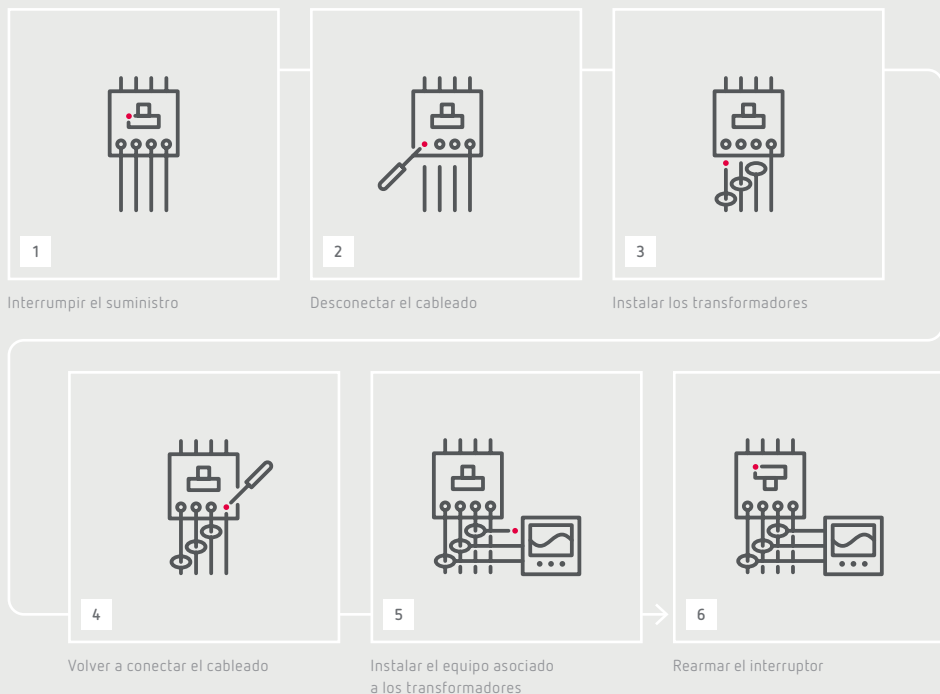 1
Interrumpir el suministro
2
Desconectar el cableado
3
Instalar los transformadores
4
Volver a conectar el cableado
5
Instalar el equipo asociado
a los transformadores
6
Rearmar el interruptor